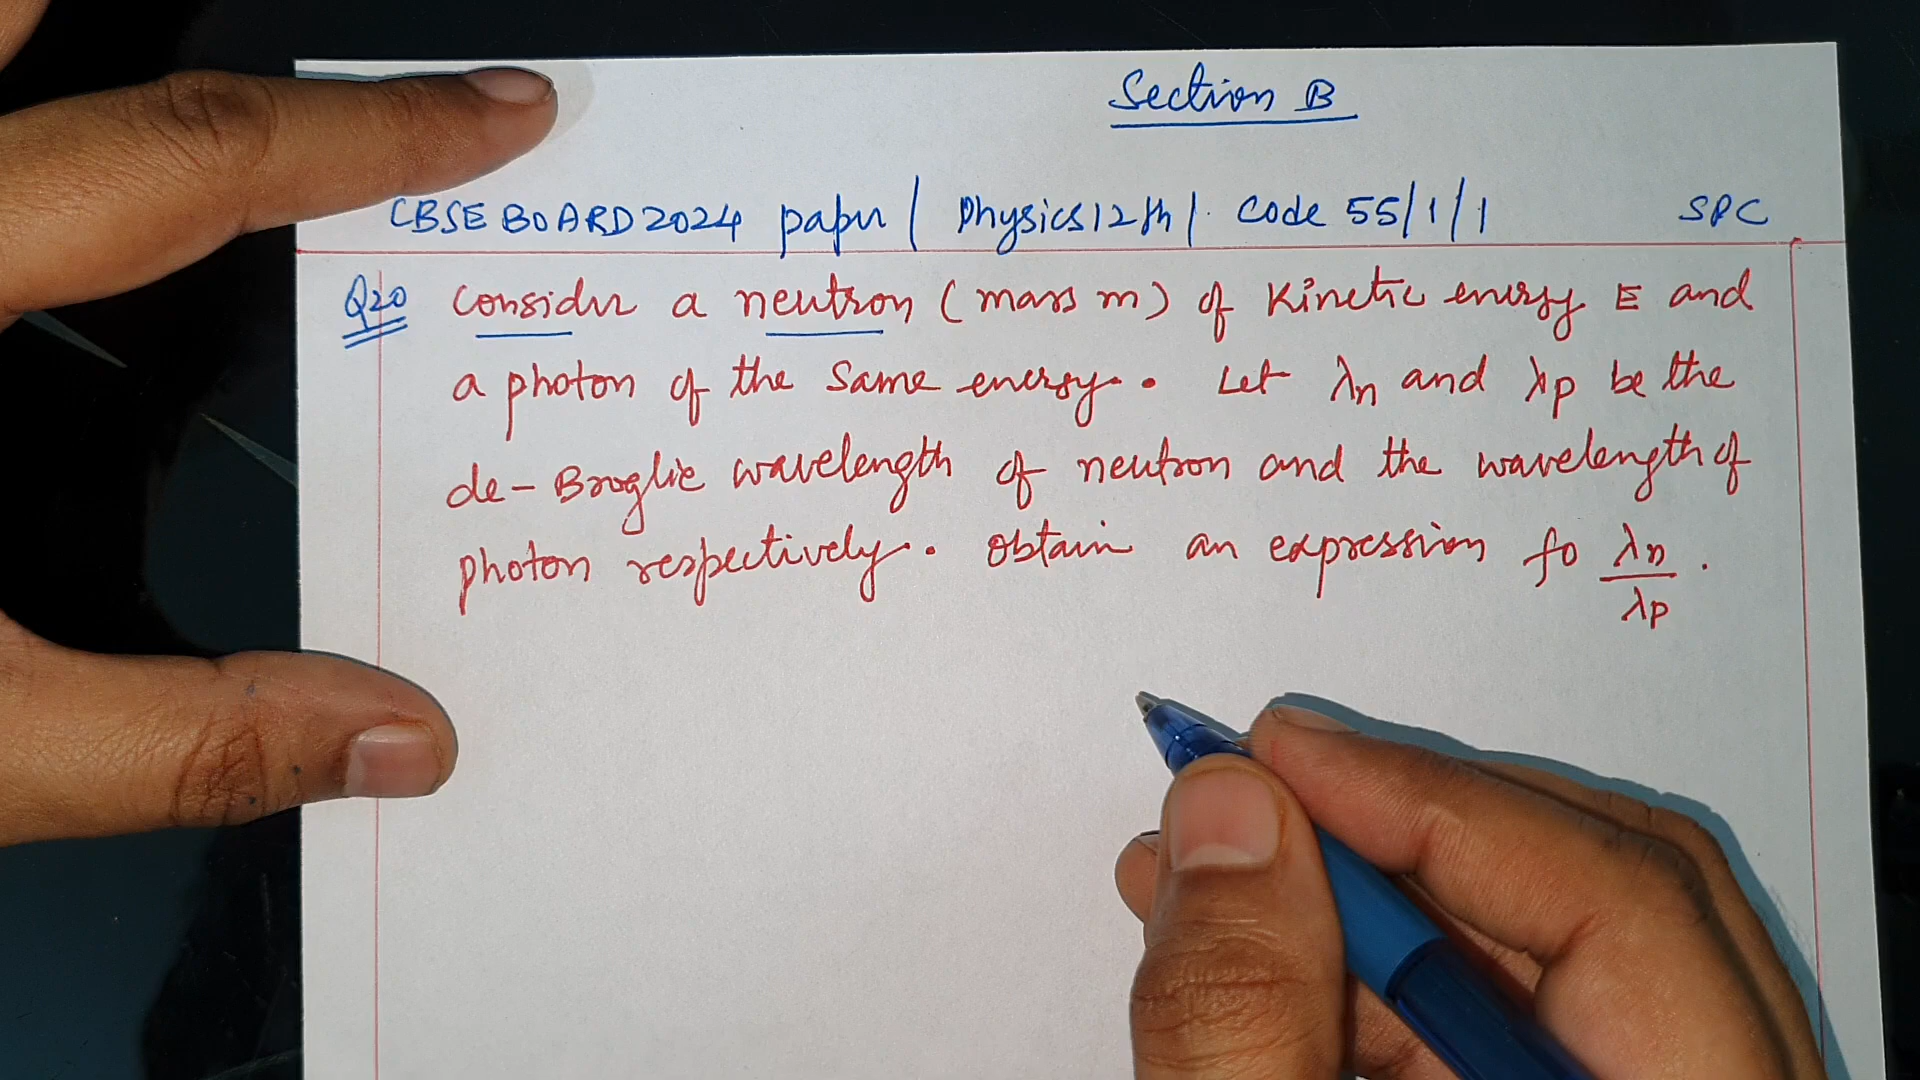 Section B
CBSE BOARD 2024 paper / Physics 12th / Code 55/1/1 SPC
Q20 Consider a neutron (mass m) of Kinetic energy E and
a photon of the same energy. Let λn and λp be the
de-Broglie wavelength of neutron and the wavelength of
photon respectively. Obtain an expression fo λn/λp.